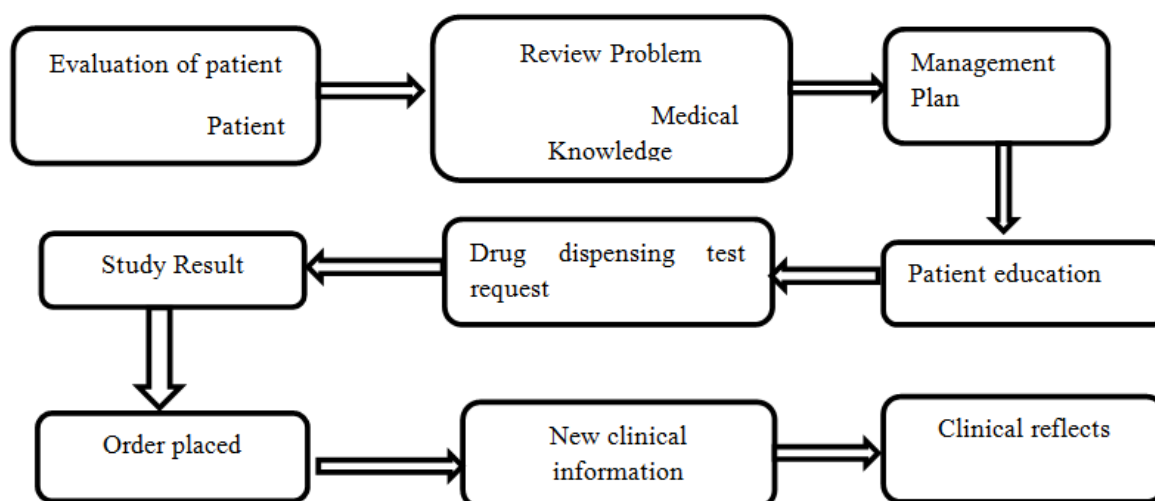 Evaluation of patient
Patient
Review Problem
Medical
Knowledge
Management
Plan
Study Result
Drug dispensing test
request
Patient education
Order placed
New clinical
information
Clinical reflects